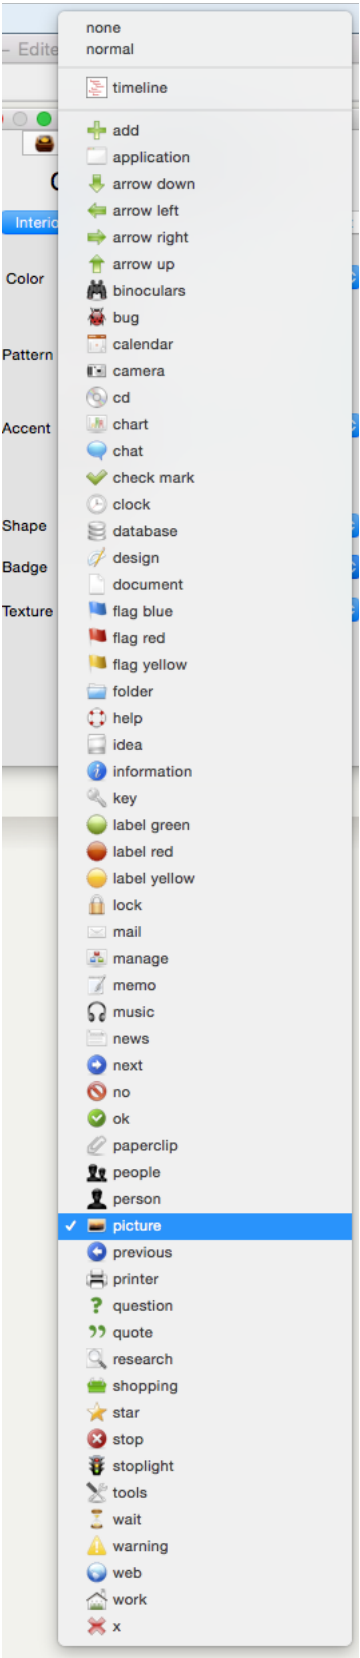 none
normal
– Edite
timeline
add
application
arrow down
arrow left
Interio
arrow right
arrow up
Color
binoculars
bug
calendar
Pattern
camera
cd
Accent
chart
chat
check mark
clock
Shape
database
design
Badge
document
Texture
flag blue
flag red
flag yellow
folder
help
idea
information
key
label green
label red
label yellow
lock
mail
manage
memo
music
news
next
no
ok
paperclip
people
person
✓ picture
previous
printer
question
quote
research
shopping
star
stop
stoplight
tools
wait
warning
web
work
x